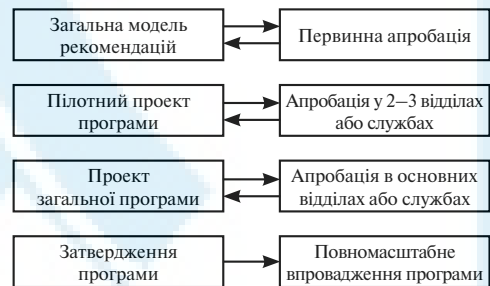 Загальна модель
рекомендацій
Первинна апробація
Пілотний проект
програми
Апробація у 2–3 відділах
або службах
Проект
загальної програми
Апробація в основних
відділах або службах
Затвердження
програми
Повномасштабне
впровадження програми